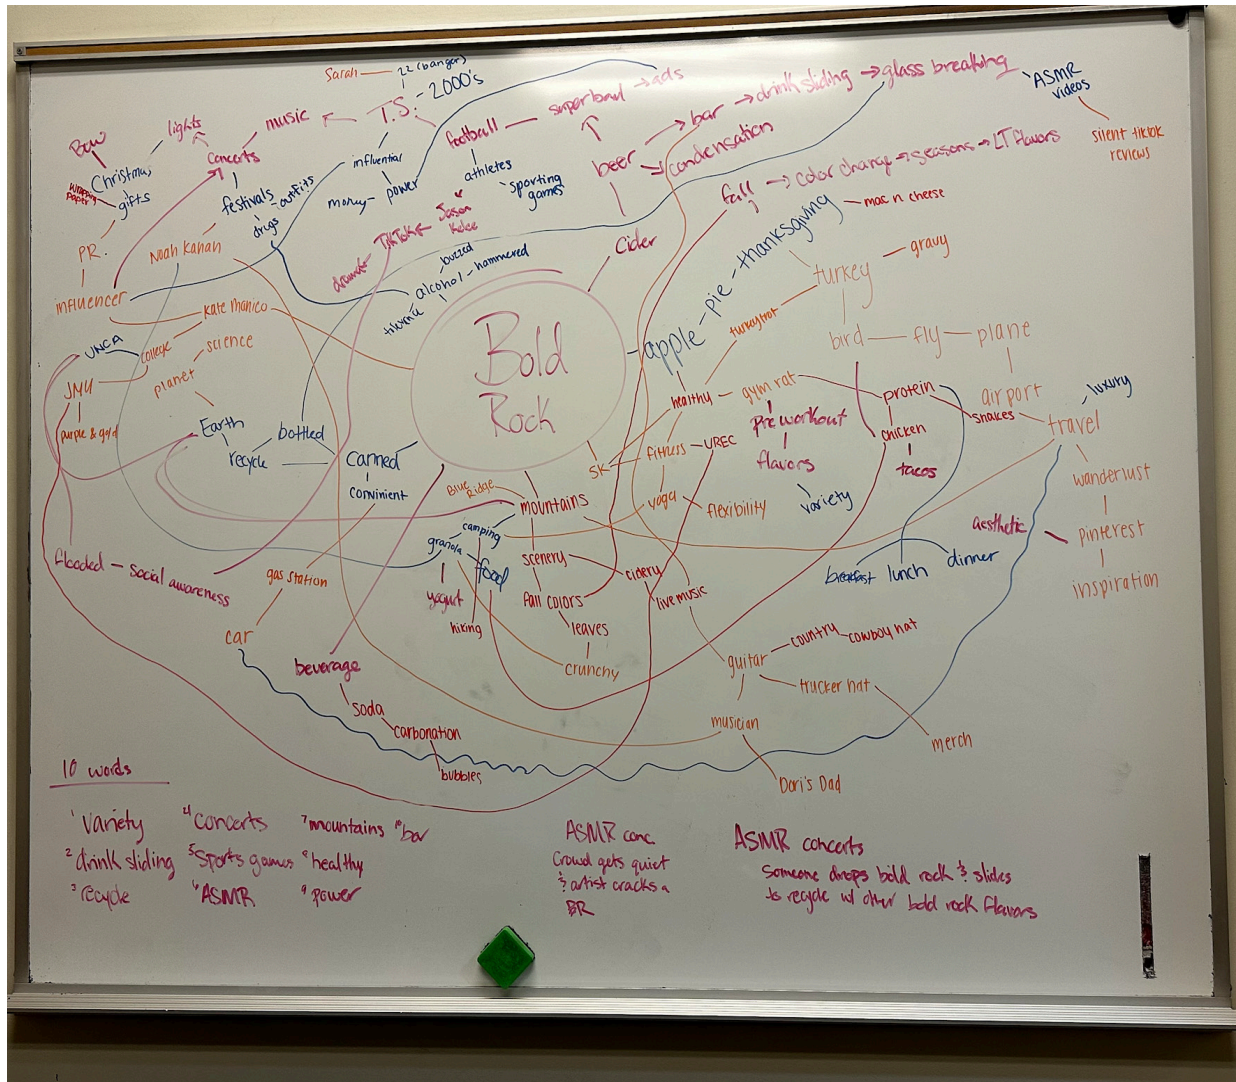 Sarah
22 (banger)
T.S.
2000's
football
superbowl
ads
music
lights
concerts
Bow
Christmas
gifts
festivals
drugs
outfits
influential
power
money
athletes
sporting games
Jason Kelce
TikTok
beer
bar
drink sliding
glass breaking
condensation
ASMR videos
silent tiktok reviews
fall
color change
seasons
LT flavors
PR.
influencer
Noah Kahan
Kate Manico
buzzed
alcohol
hammered
Cider
Bold Rock
apple
pie
thanksgiving
mac n cheese
turkey
gravy
turkey trot
bird
fly
plane
airport
travel
luxury
wanderlust
pinterest
aesthetic
inspiration
UNCA
college
science
JMU
purple & gold
planet
Earth
recycle
bottled
canned
convinient
healthy
gym rat
pre workout
flavors
variety
protein
snakes
chicken
tacos
breakfast
lunch
dinner
5K
fitness
UREC
yoga
flexibility
Blue Ridge
mountains
camping
granola
food
yogurt
hiking
scenery
cidery
fall colors
live music
leaves
crunchy
flooded
social awareness
gas station
car
beverage
soda
carbonation
bubbles
guitar
country
cowboy hat
trucker hat
merch
musician
Dori's Dad
10 words
1 Variety
2 drink sliding
3 recycle
4 concerts
5 Sports games
6 ASMR
7 mountains
8 healthy
9 power
10 bar
ASMR conc.
Crowd gets quiet
& artist cracks a
BR
ASMR concerts
Someone drops bold rock & slides
to recycle w/ other bold rock flavors